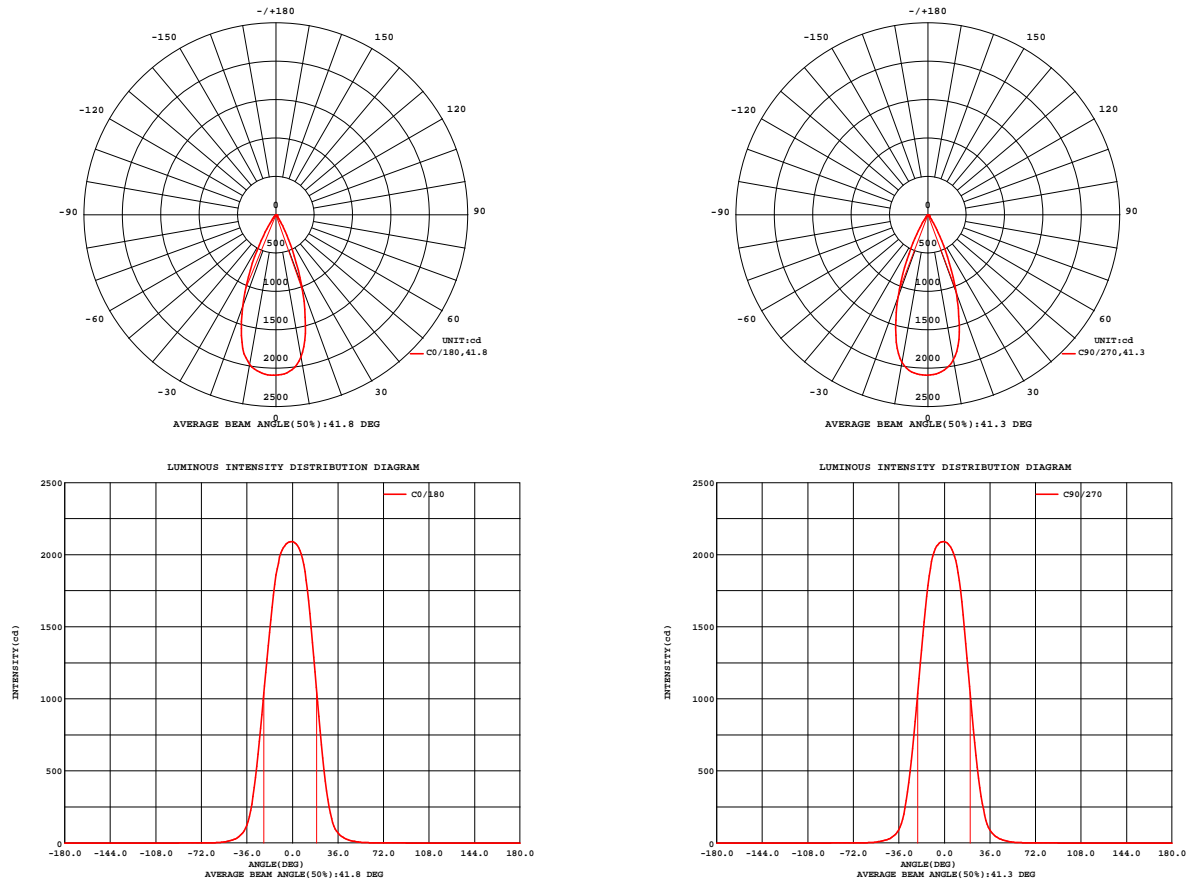 -/+180
-150 150
-120 120
-90 0 90
500
1000
-60 1500 60
UNIT:cd
2000 C0/180,41.8
-30 30
2500
0
AVERAGE BEAM ANGLE(50%):41.8 DEG
-/+180
-150 150
-120 120
-90 0 90
500
1000
-60 1500 60
UNIT:cd
2000 C90/270,41.3
-30 30
2500
0
AVERAGE BEAM ANGLE(50%):41.3 DEG
LUMINOUS INTENSITY DISTRIBUTION DIAGRAM
2500
C0/180
2000
1500
INTENSITY(cd)
1000
500
0
-180.0 -144.0 -108.0 -72.0 -36.0 0.0 36.0 72.0 108.0 144.0 180.0
ANGLE(DEG)
AVERAGE BEAM ANGLE(50%):41.8 DEG
LUMINOUS INTENSITY DISTRIBUTION DIAGRAM
2500
C90/270
2000
1500
INTENSITY(cd)
1000
500
0
-180.0 -144.0 -108.0 -72.0 -36.0 0.0 36.0 72.0 108.0 144.0 180.0
ANGLE(DEG)
AVERAGE BEAM ANGLE(50%):41.3 DEG